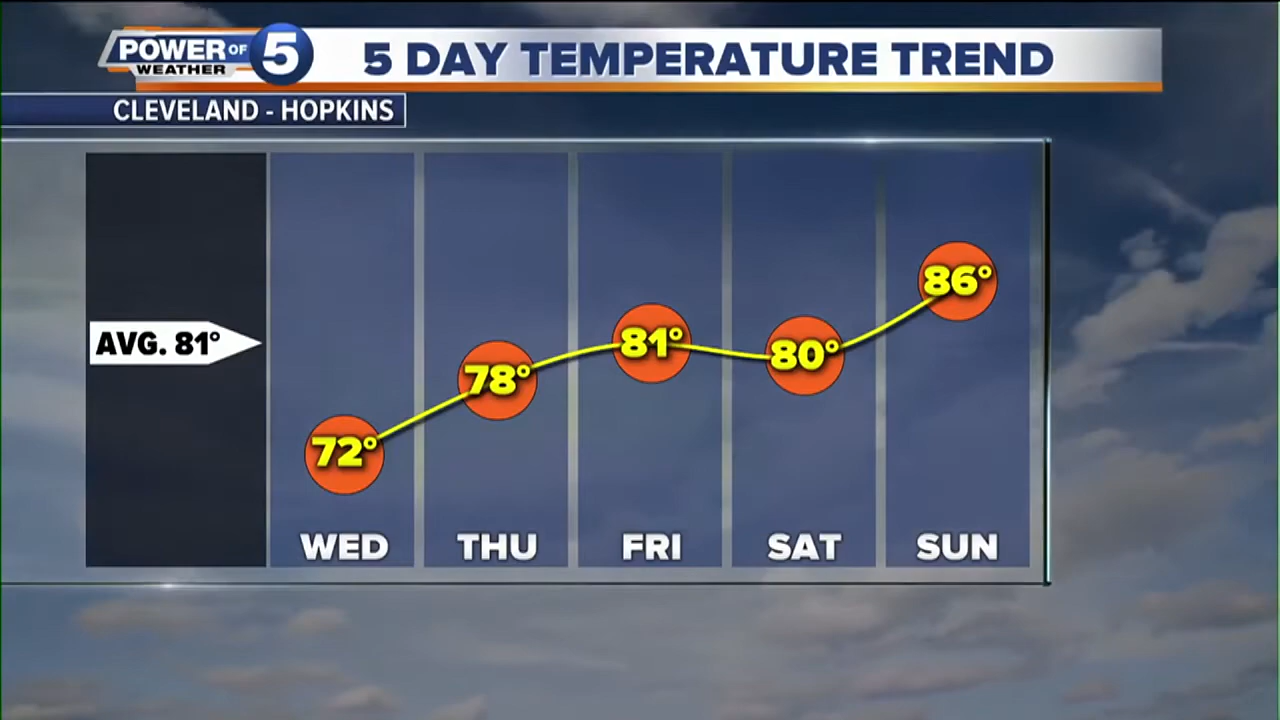 POWER OF 5
WEATHER
5 DAY TEMPERATURE TREND
CLEVELAND - HOPKINS
AVG. 81°
72°
78°
81°
80°
86°
WED
THU
FRI
SAT
SUN